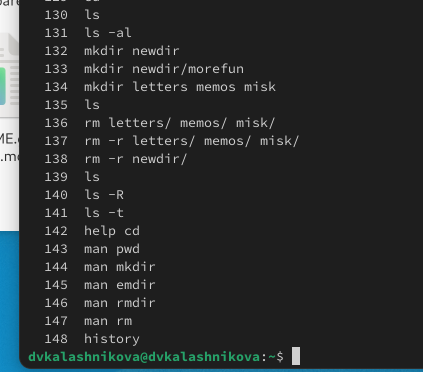 130 ls
131 ls -al
132 mkdir newdir
133 mkdir newdir/morefun
134 mkdir letters memos misk
135 ls
136 rm letters/ memos/ misk/
137 rm -r letters/ memos/ misk/
138 rm -r newdir/
139 ls
140 ls -R
141 ls -t
142 help cd
143 man pwd
144 man mkdir
145 man emdir
146 man rmdir
147 man rm
148 history
dvkalashnikova@dvkalashnikova:~$